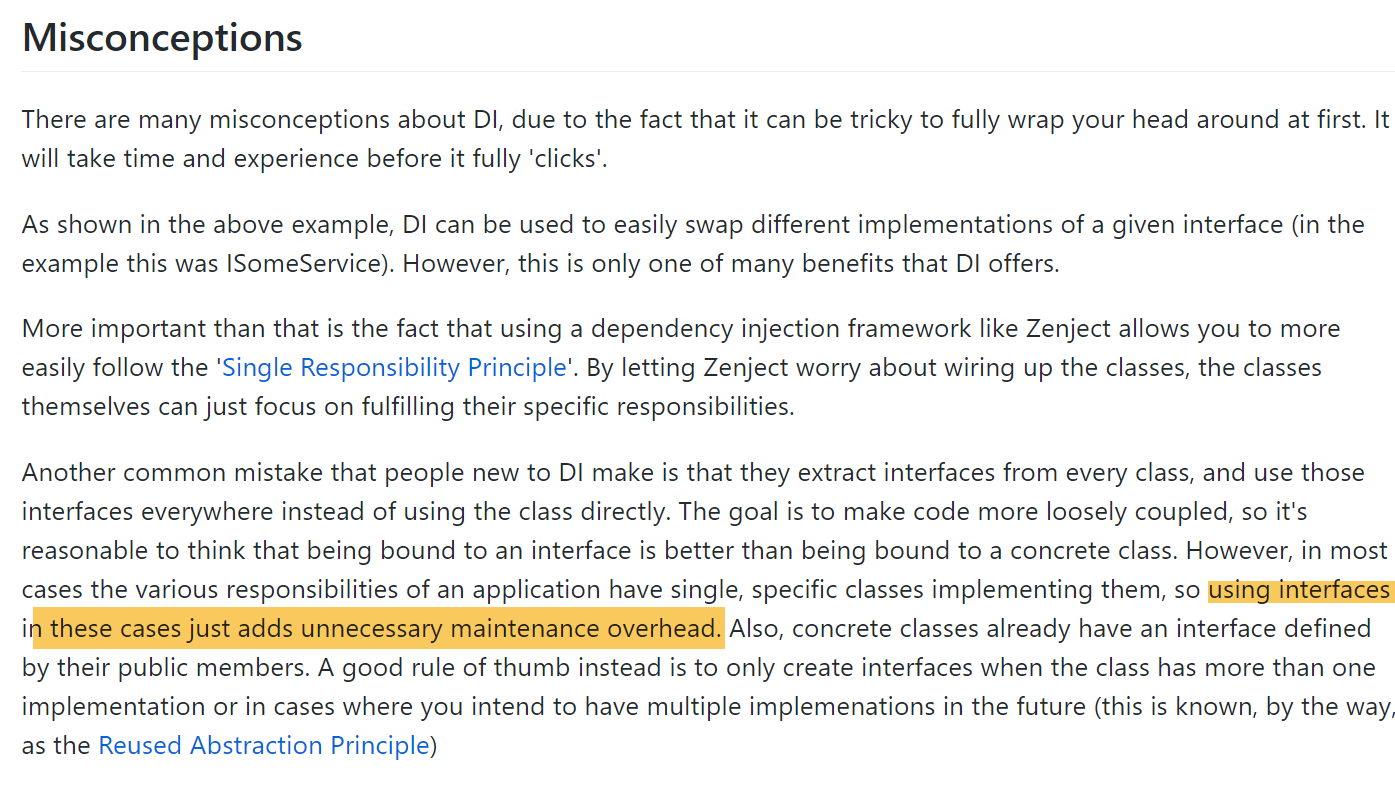 Misconceptions
There are many misconceptions about DI, due to the fact that it can be tricky to fully wrap your head around at first. It
will take time and experience before it fully 'clicks'.
As shown in the above example, DI can be used to easily swap different implementations of a given interface (in the
example this was ISomeService). However, this is only one of many benefits that DI offers.
More important than that is the fact that using a dependency injection framework like Zenject allows you to more
easily follow the 'Single Responsibility Principle'. By letting Zenject worry about wiring up the classes, the classes
themselves can just focus on fulfilling their specific responsibilities.
Another common mistake that people new to DI make is that they extract interfaces from every class, and use those
interfaces everywhere instead of using the class directly. The goal is to make code more loosely coupled, so it's
reasonable to think that being bound to an interface is better than being bound to a concrete class. However, in most
cases the various responsibilities of an application have single, specific classes implementing them, so using interfaces
in these cases just adds unnecessary maintenance overhead. Also, concrete classes already have an interface defined
by their public members. A good rule of thumb instead is to only create interfaces when the class has more than one
implementation or in cases where you intend to have multiple implemenations in the future (this is known, by the way,
as the Reused Abstraction Principle)